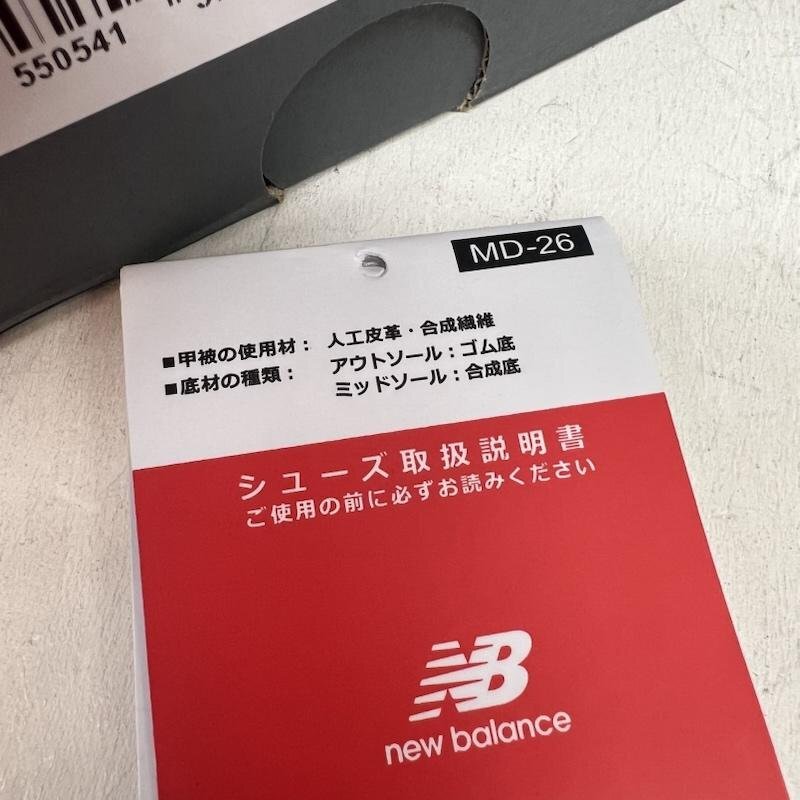 550541
MD-26
■甲被の使用材： 人工皮革・合成繊維
■底材の種類： アウトソール：ゴム底
ミッドソール：合成底
シューズ取扱説明書
ご使用の前に必ずお読みください
NB
new balance